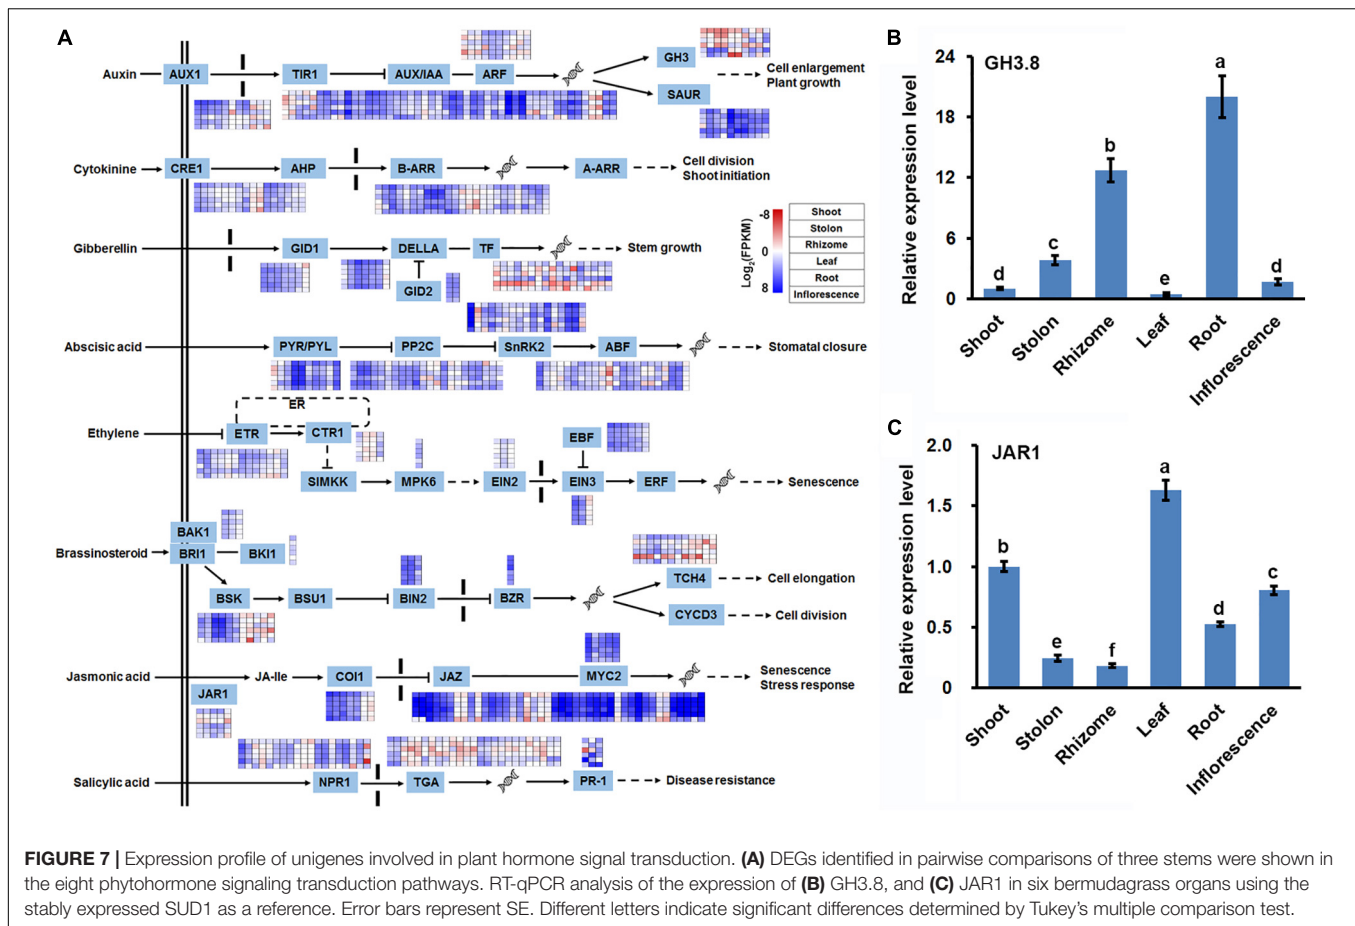 A
Auxin AUX1 TIR1 AUX/IAA ARF GH3
SAUR
Cell enlargement
Plant growth
Cytokinine CRE1 AHP B-ARR A-ARR
Cell division
Shoot initiation
Gibberellin GID1 DELLA TF Stem growth
GID2
-8
0
8
Log2(FPKM)
Shoot
Stolon
Rhizome
Leaf
Root
Inflorescence
Abscisic acid PYR/PYL PP2C SnRK2 ABF Stomatal closure
ER
Ethylene ETR CTR1 EBF
SIMKK MPK6 EIN2 EIN3 ERF Senescence
BAK1
Brassinosteroid BRI1 BKI1
TCH4 Cell elongation
BSK BSU1 BIN2 BZR
CYCD3 Cell division
Jasmonic acid JA-Ile COI1 JAZ MYC2
Senescence
Stress response
JAR1
Salicylic acid NPR1 TGA PR-1 Disease resistance
B
GH3.8
Relative expression level
24
18
12
6
0
d c b e a d
Shoot Stolon Rhizome Leaf Root Inflorescence
C
JAR1
Relative expression level
2.0
1.5
1.0
0.5
0
b e f a d c
Shoot Stolon Rhizome Leaf Root Inflorescence
FIGURE 7 | Expression profile of unigenes involved in plant hormone signal transduction. (A) DEGs identified in pairwise comparisons of three stems were shown in
the eight phytohormone signaling transduction pathways. RT-qPCR analysis of the expression of (B) GH3.8, and (C) JAR1 in six bermudagrass organs using the
stably expressed SUD1 as a reference. Error bars represent SE. Different letters indicate significant differences determined by Tukey's multiple comparison test.